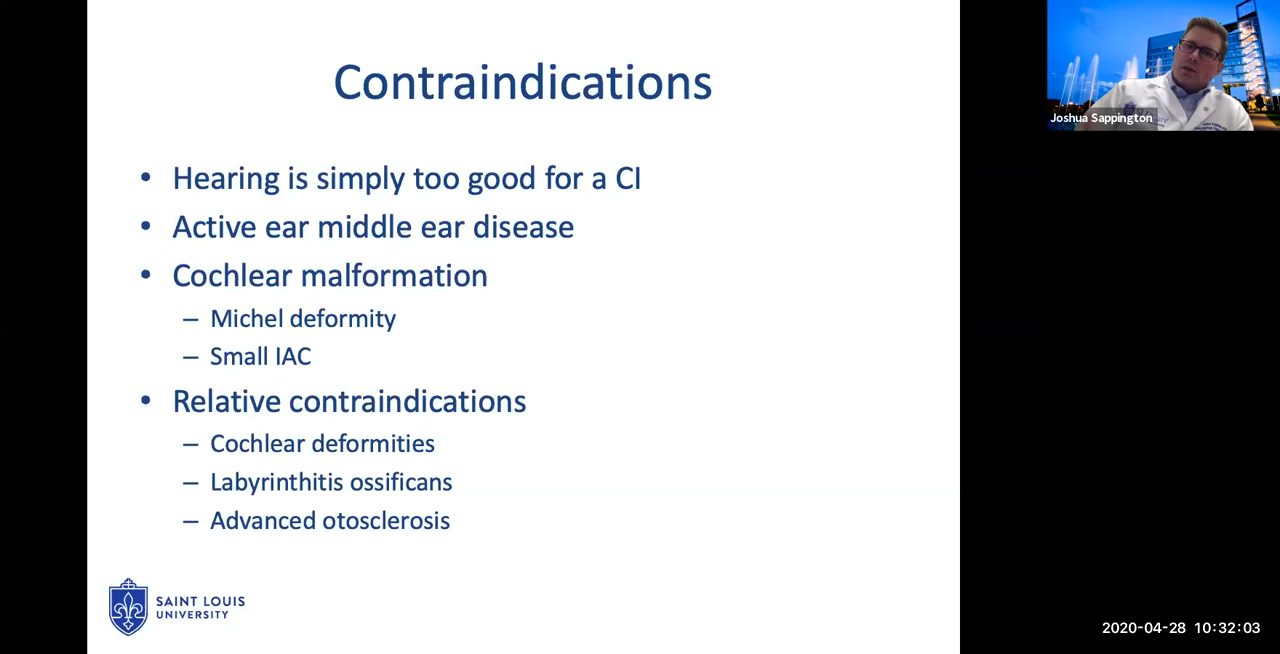 Contraindications
• Hearing is simply too good for a CI
• Active ear middle ear disease
• Cochlear malformation
– Michel deformity
– Small IAC
• Relative contraindications
– Cochlear deformities
– Labyrinthitis ossificans
– Advanced otosclerosis
SAINT LOUIS
UNIVERSITY
Joshua Sappington
2020-04-28 10:32:03